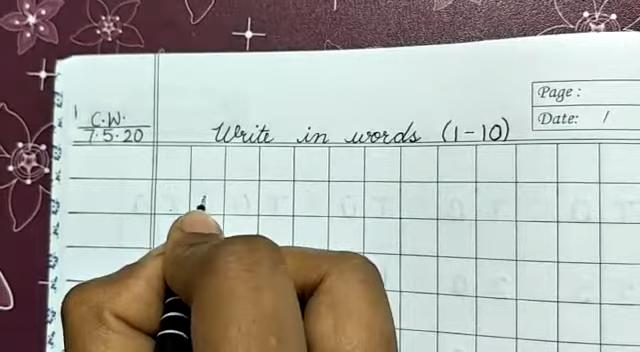 Page :
C.W.
7.5.20
Write in words (1-10)
Date: /